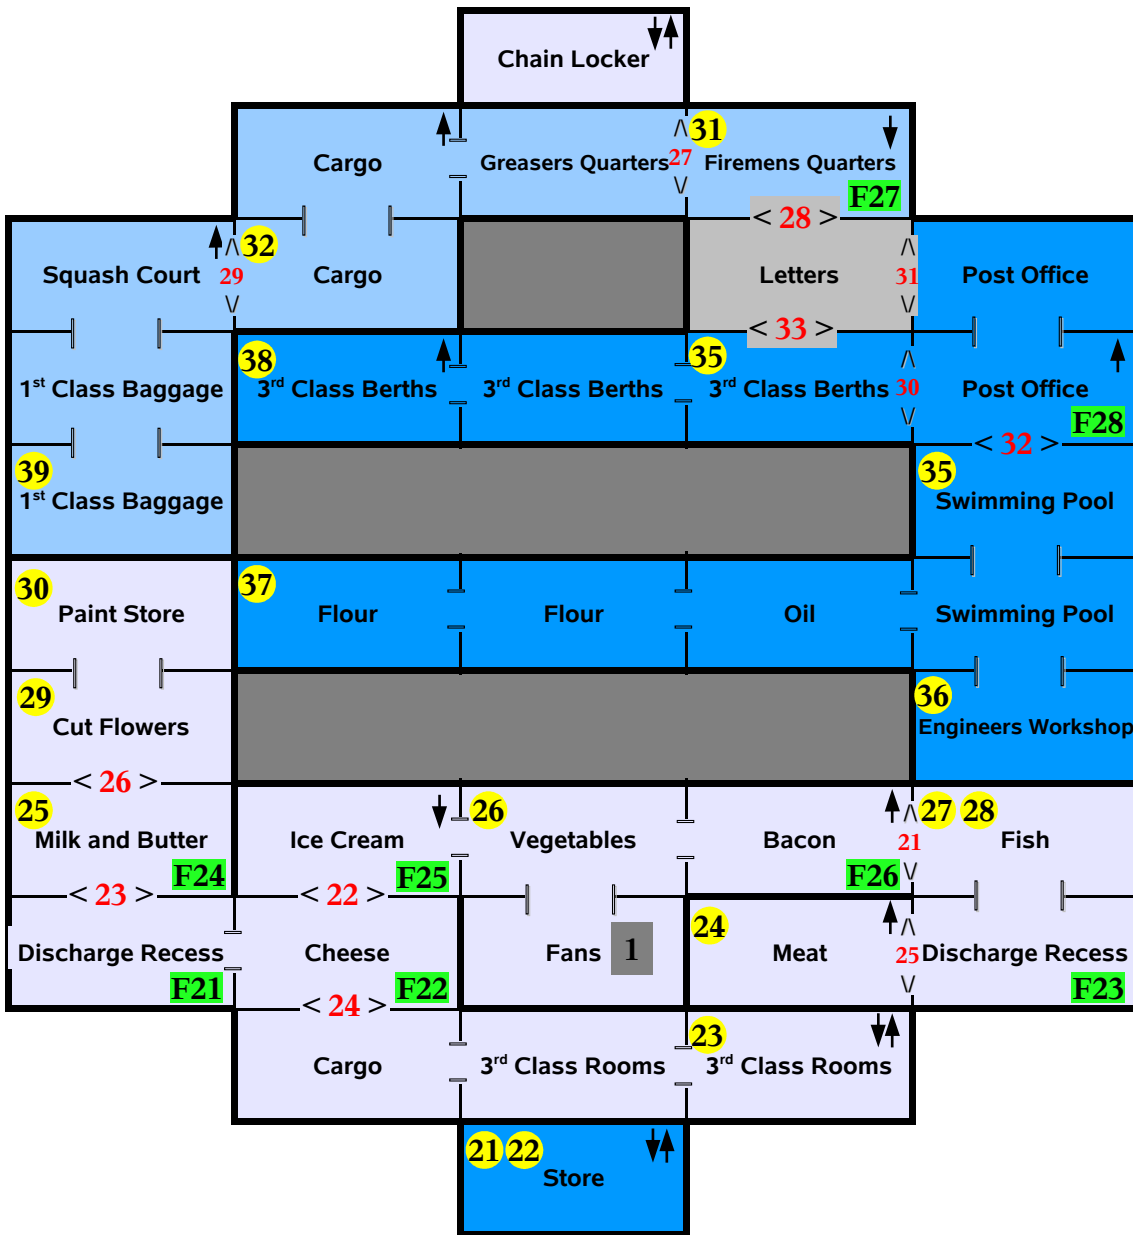 Chain Locker
31
Cargo
Greasers Quarters
27
Firemens Quarters
F27
< 28 >
32
Squash Court
29
Cargo
Letters
31
Post Office
< 33 >
38
35
1st Class Baggage
3rd Class Berths
3rd Class Berths
3rd Class Berths
30
Post Office
F28
< 32 >
39
35
1st Class Baggage
Swimming Pool
30
37
Paint Store
Flour
Flour
Oil
Swimming Pool
29
36
Cut Flowers
Engineers Workshop
< 26 >
25
26
27 28
Milk and Butter
Ice Cream
Vegetables
Bacon
21
Fish
F24
F25
F26
< 23 >
< 22 >
24
Discharge Recess
Cheese
Fans
1
Meat
25
Discharge Recess
F21
F22
F23
< 24 >
23
Cargo
3rd Class Rooms
3rd Class Rooms
21 22
Store